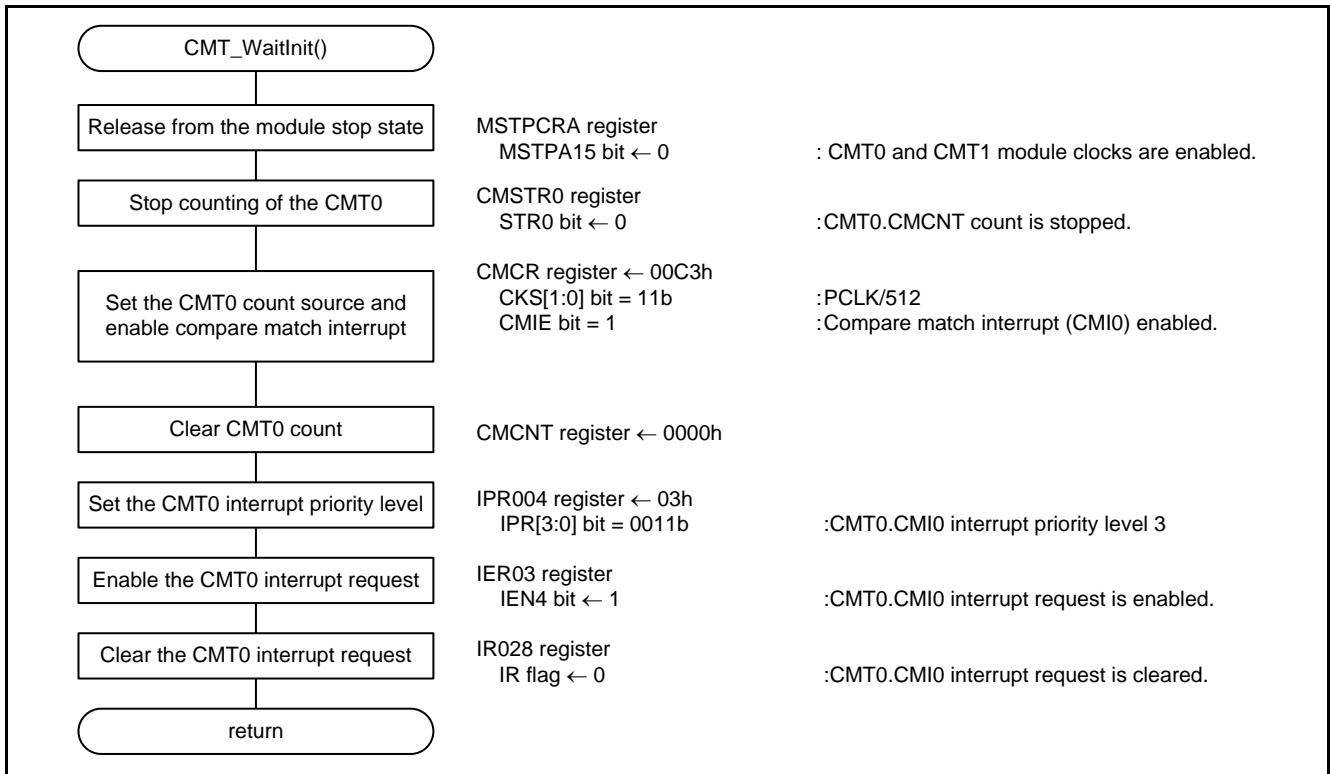 CMT_WaitInit()
Release from the module stop state
MSTPCRA register
MSTPA15 bit ← 0 : CMT0 and CMT1 module clocks are enabled.
Stop counting of the CMT0
CMSTR0 register
STR0 bit ← 0 :CMT0.CMCNT count is stopped.
Set the CMT0 count source and
enable compare match interrupt
CMCR register ← 00C3h
CKS[1:0] bit = 11b :PCLK/512
CMIE bit = 1 :Compare match interrupt (CMI0) enabled.
Clear CMT0 count
CMCNT register ← 0000h
Set the CMT0 interrupt priority level
IPR004 register ← 03h
IPR[3:0] bit = 0011b :CMT0.CMI0 interrupt priority level 3
Enable the CMT0 interrupt request
IER03 register
IEN4 bit ← 1 :CMT0.CMI0 interrupt request is enabled.
Clear the CMT0 interrupt request
IR028 register
IR flag ← 0 :CMT0.CMI0 interrupt request is cleared.
return